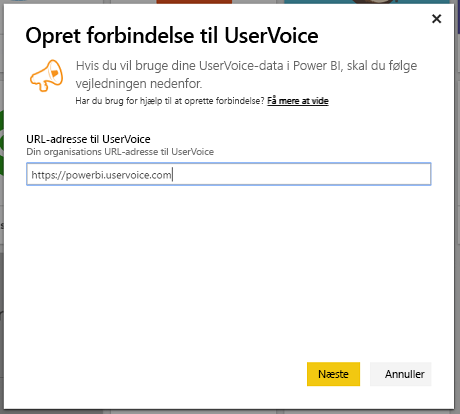 Opret forbindelse til UserVoice
Hvis du vil bruge dine UserVoice-data i Power BI, skal du følge
vejledningen nedenfor.
Har du brug for hjælp til at oprette forbindelse? Få mere at vide
URL-adresse til UserVoice
Din organisations URL-adresse til UserVoice
https://powerbi.uservoice.com
Næste
Annuller